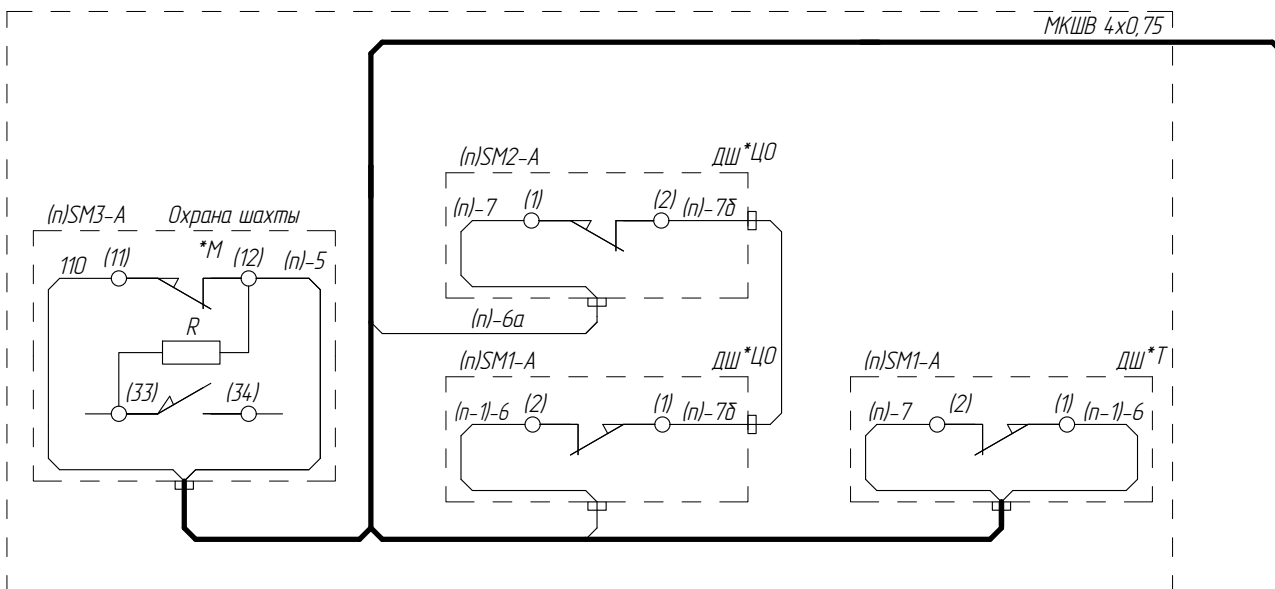 МКШВ 4х0,75
(п)SM2-А ДШ*ЦО
(п)-7 (1) (2) (п)-7б
(п)SM3-А Охрана шахты
110 (11) *М (12) (п)-5
R
(п)-6а
(п)SM1-А ДШ*ЦО
(п)SM1-А ДШ*Т
(33) (34)
(п-1)-6 (2) (1) (п)-7б
(п)-7 (2) (1) (п-1)-6